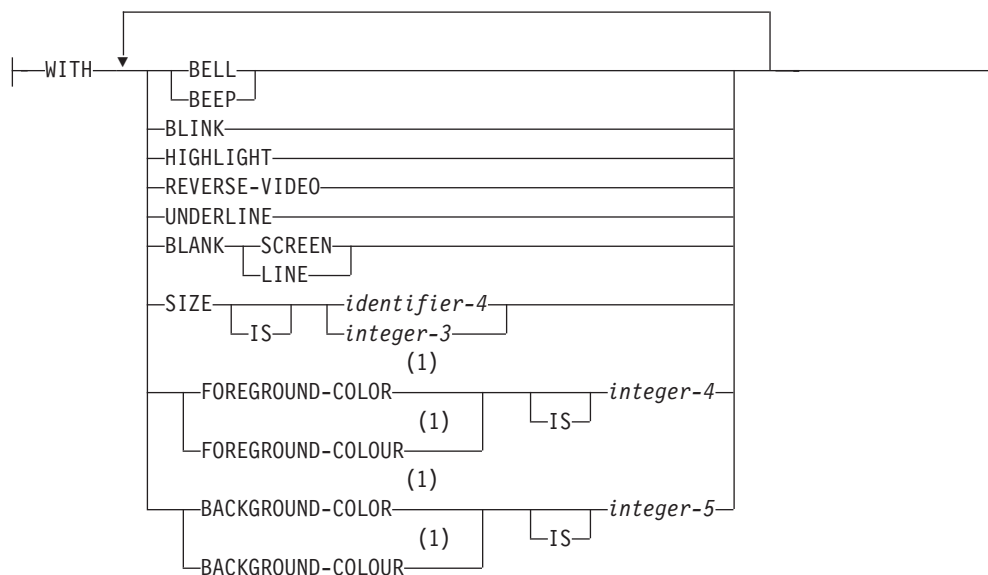 WITH BELL
BEEP
BLINK
HIGHLIGHT
REVERSE-VIDEO
UNDERLINE
BLANK SCREEN
LINE
SIZE identifier-4
IS integer-3
(1)
FOREGROUND-COLOR integer-4
(1) IS
FOREGROUND-COLOUR
(1)
BACKGROUND-COLOR integer-5
(1) IS
BACKGROUND-COLOUR